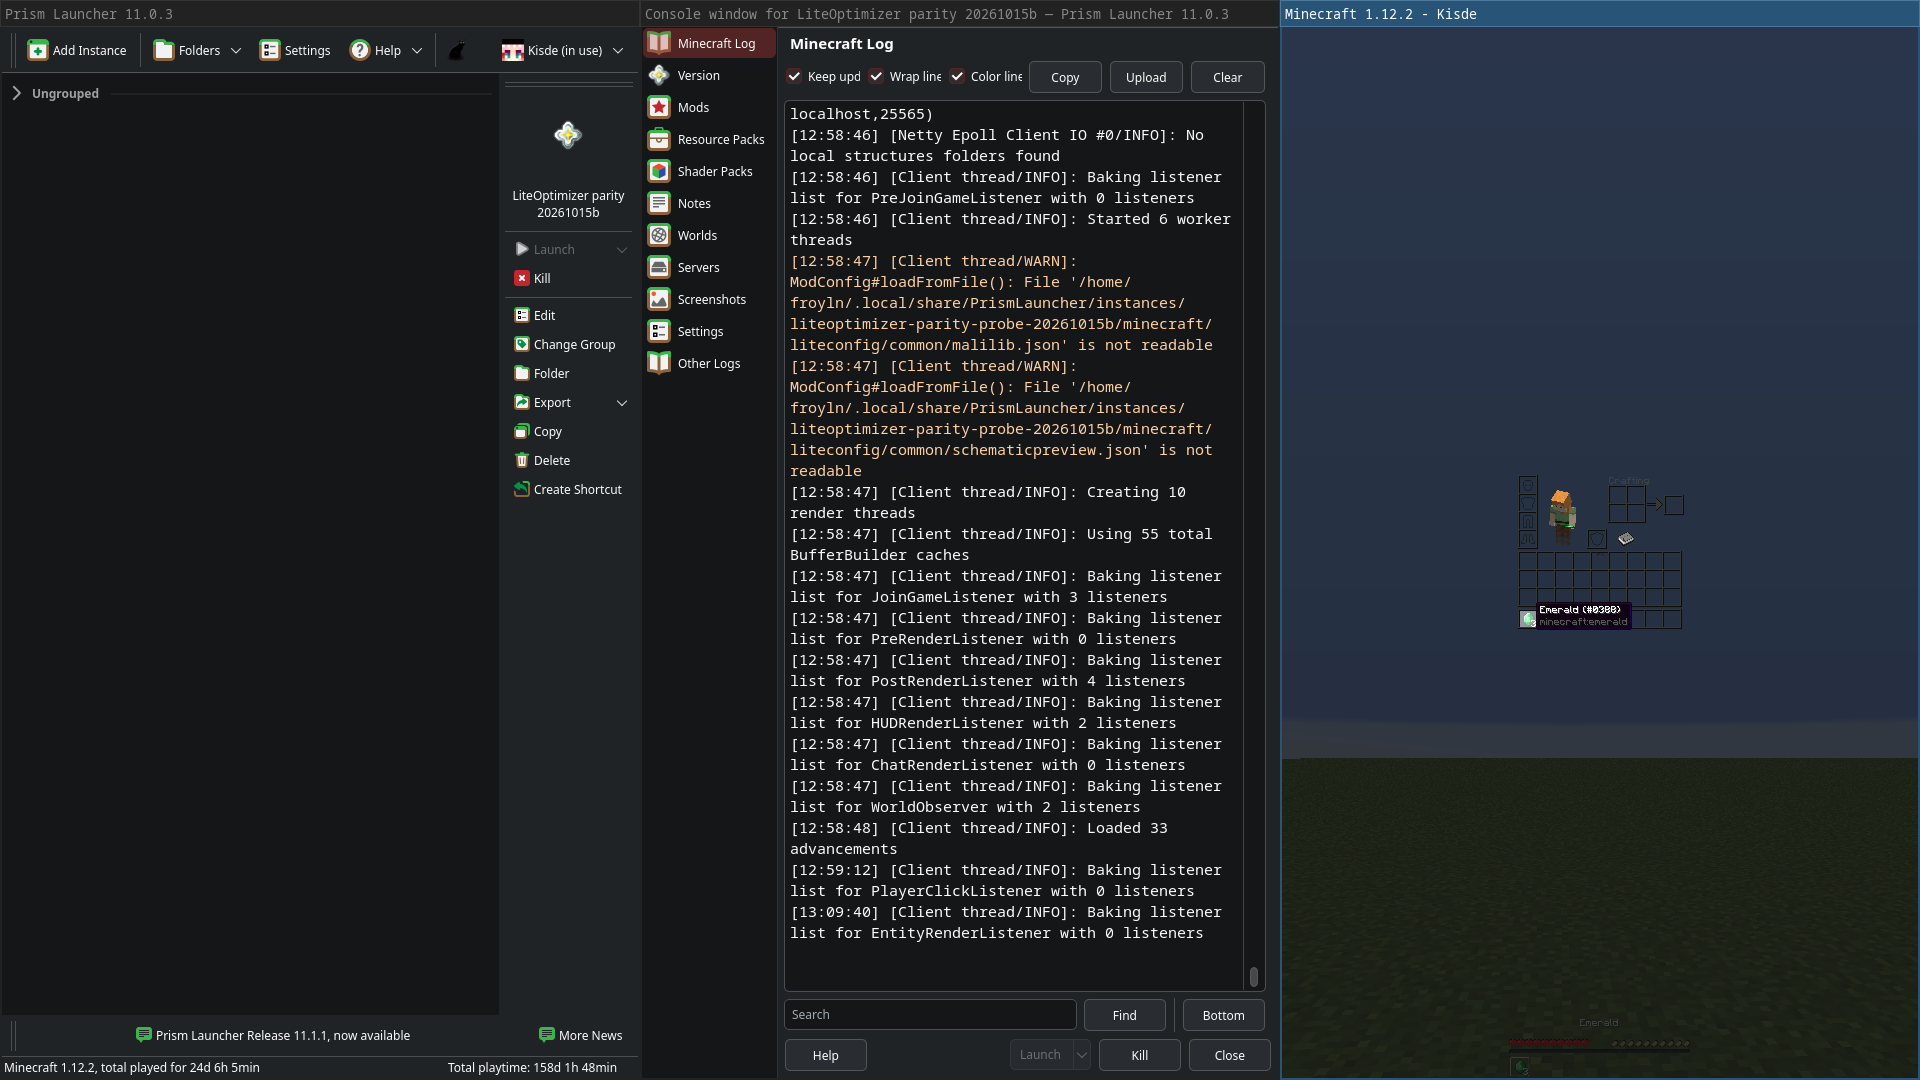 Prism Launcher 11.0.3
Add Instance
Folders
Settings
Help
Kisde (in use)
Ungrouped
LiteOptimizer parity
20261015b
Launch
Kill
Edit
Change Group
Folder
Export
Copy
Delete
Create Shortcut
Prism Launcher Release 11.1.1, now available
More News
Minecraft 1.12.2, total played for 24d 6h 5min
Total playtime: 158d 1h 48min
Console window for LiteOptimizer parity 20261015b — Prism Launcher 11.0.3
Minecraft Log
Version
Mods
Resource Packs
Shader Packs
Notes
Worlds
Servers
Screenshots
Settings
Other Logs
Minecraft Log
Keep upd
Wrap line
Color line
Copy
Upload
Clear
localhost,25565)
[12:58:46] [Netty Epoll Client IO #0/INFO]: No
local structures folders found
[12:58:46] [Client thread/INFO]: Baking listener
list for PreJoinGameListener with 0 listeners
[12:58:46] [Client thread/INFO]: Started 6 worker
threads
[12:58:47] [Client thread/WARN]:
ModConfig#loadFromFile(): File '/home/
froyln/.local/share/PrismLauncher/instances/
liteoptimizer-parity-probe-20261015b/minecraft/
liteconfig/common/malilib.json' is not readable
[12:58:47] [Client thread/WARN]:
ModConfig#loadFromFile(): File '/home/
froyln/.local/share/PrismLauncher/instances/
liteoptimizer-parity-probe-20261015b/minecraft/
liteconfig/common/schematicpreview.json' is not
readable
[12:58:47] [Client thread/INFO]: Creating 10
render threads
[12:58:47] [Client thread/INFO]: Using 55 total
BufferBuilder caches
[12:58:47] [Client thread/INFO]: Baking listener
list for JoinGameListener with 3 listeners
[12:58:47] [Client thread/INFO]: Baking listener
list for PreRenderListener with 0 listeners
[12:58:47] [Client thread/INFO]: Baking listener
list for PostRenderListener with 4 listeners
[12:58:47] [Client thread/INFO]: Baking listener
list for HUDRenderListener with 2 listeners
[12:58:47] [Client thread/INFO]: Baking listener
list for ChatRenderListener with 0 listeners
[12:58:47] [Client thread/INFO]: Baking listener
list for WorldObserver with 2 listeners
[12:58:48] [Client thread/INFO]: Loaded 33
advancements
[12:59:12] [Client thread/INFO]: Baking listener
list for PlayerClickListener with 0 listeners
[13:09:40] [Client thread/INFO]: Baking listener
list for EntityRenderListener with 0 listeners
Search
Find
Bottom
Help
Launch
Kill
Close
Minecraft 1.12.2 - Kisde
Crafting
Emerald (#0388)
minecraft:emerald
Emerald